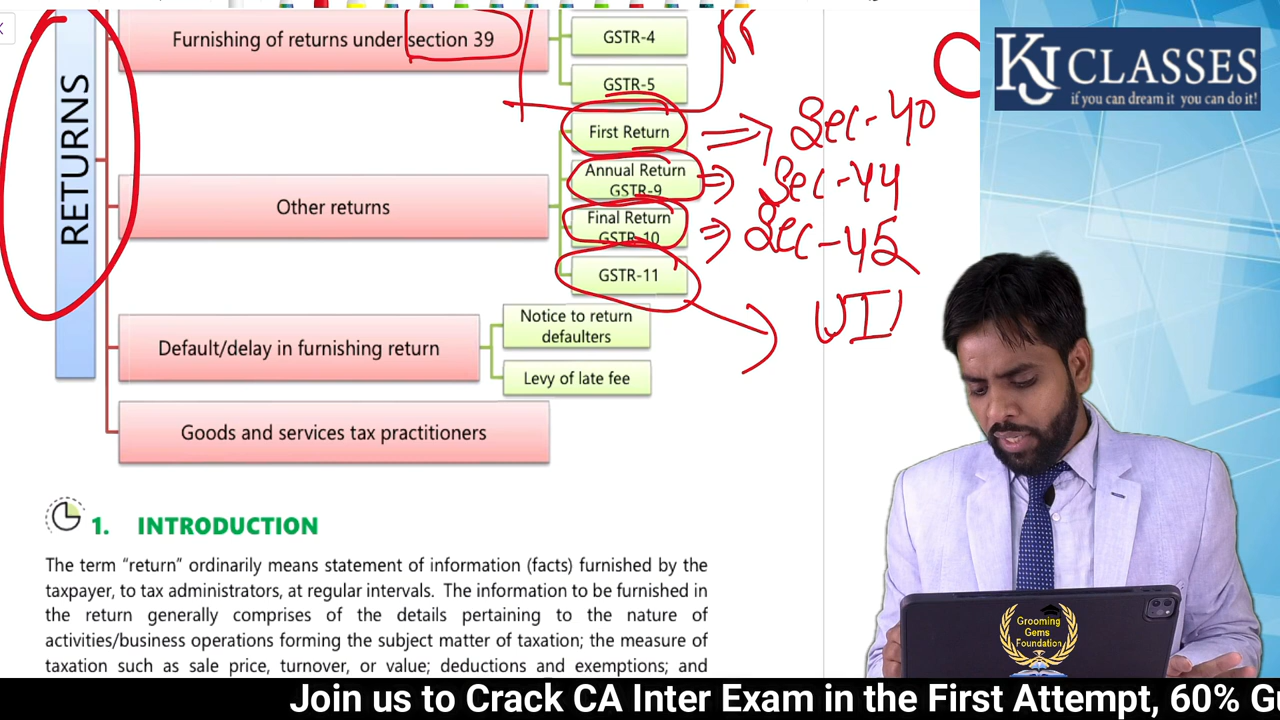 Furnishing of returns under section 39
GSTR-4
GSTR-5
RETURNS
First Return
Sec-40
Annual Return
GSTR-9
Sec-44
Other returns
Final Return
GSTR-10
Sec-45
GSTR-11
UI
Default/delay in furnishing return
Notice to return
defaulters
Levy of late fee
Goods and services tax practitioners
1. INTRODUCTION
The term “return” ordinarily means statement of information (facts) furnished by the
taxpayer, to tax administrators, at regular intervals. The information to be furnished in
the return generally comprises of the details pertaining to the nature of
activities/business operations forming the subject matter of taxation; the measure of
taxation such as sale price, turnover, or value; deductions and exemptions; and
KJ CLASSES
if you can dream it you can do it!
Grooming
Gems
Foundation
Join us to Crack CA Inter Exam in the First Attempt, 60% G